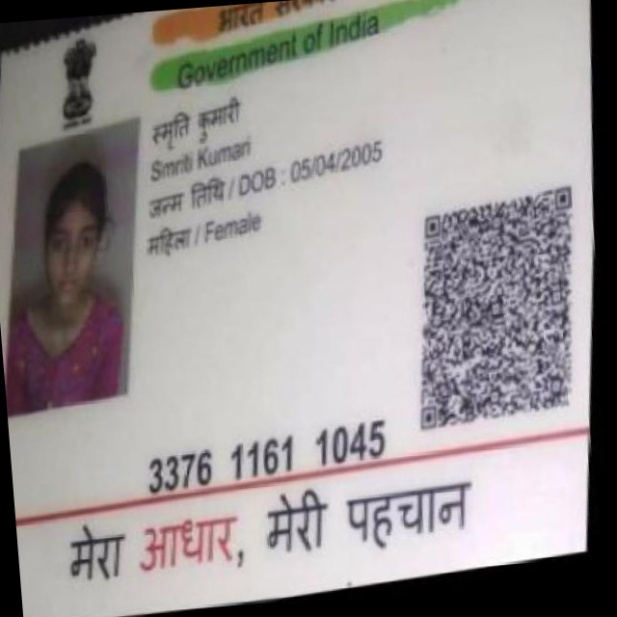 भारत सरकार
Government of India
स्मृति कुमारी
Smriti Kumari
जन्म तिथि / DOB : 05/04/2005
महिला / Female
3376 1161 1045
मेरा आधार, मेरी पहचान